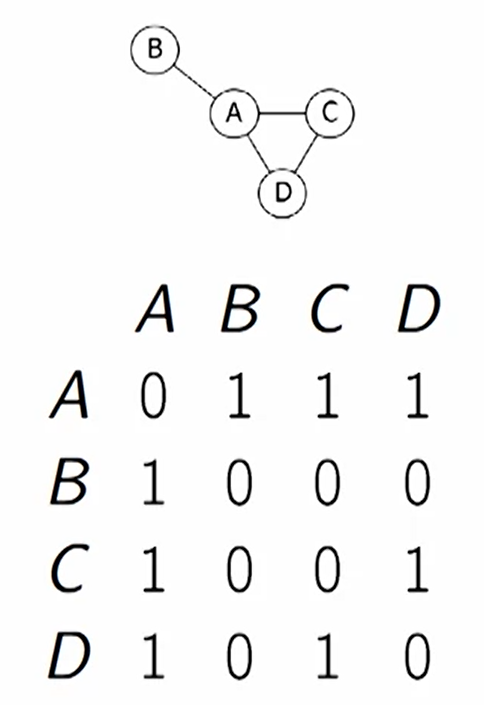 B
A C
D
A B C D
A 0 1 1 1
B 1 0 0 0
C 1 0 0 1
D 1 0 1 0